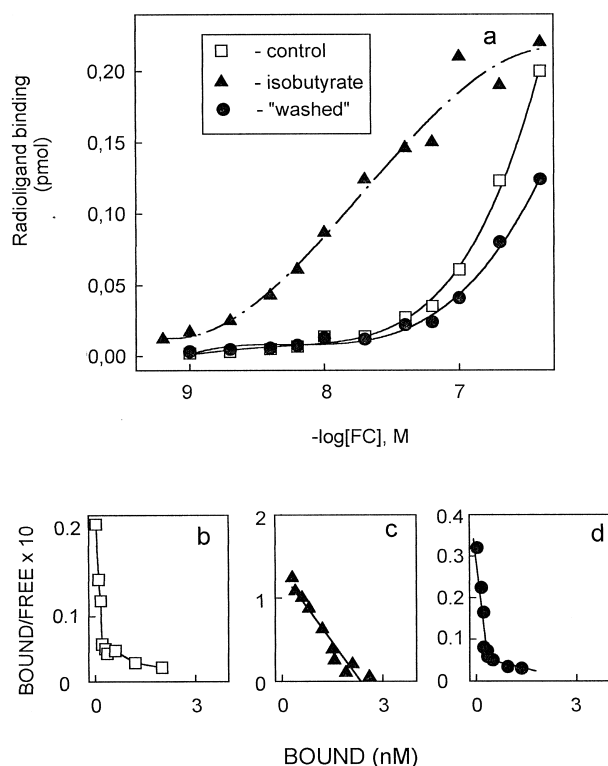 a
- control
- isobutyrate
- "washed"
Radioligand binding
(pmol)
0,20
0,15
0,10
0,05
0,00
9
8
7
-log[FC], M
BOUND/FREE x 10
b
0.2
0.1
0
0
3
c
2
1
0
0
3
d
0.4
0.3
0.2
0.1
0
0
3
BOUND (nM)